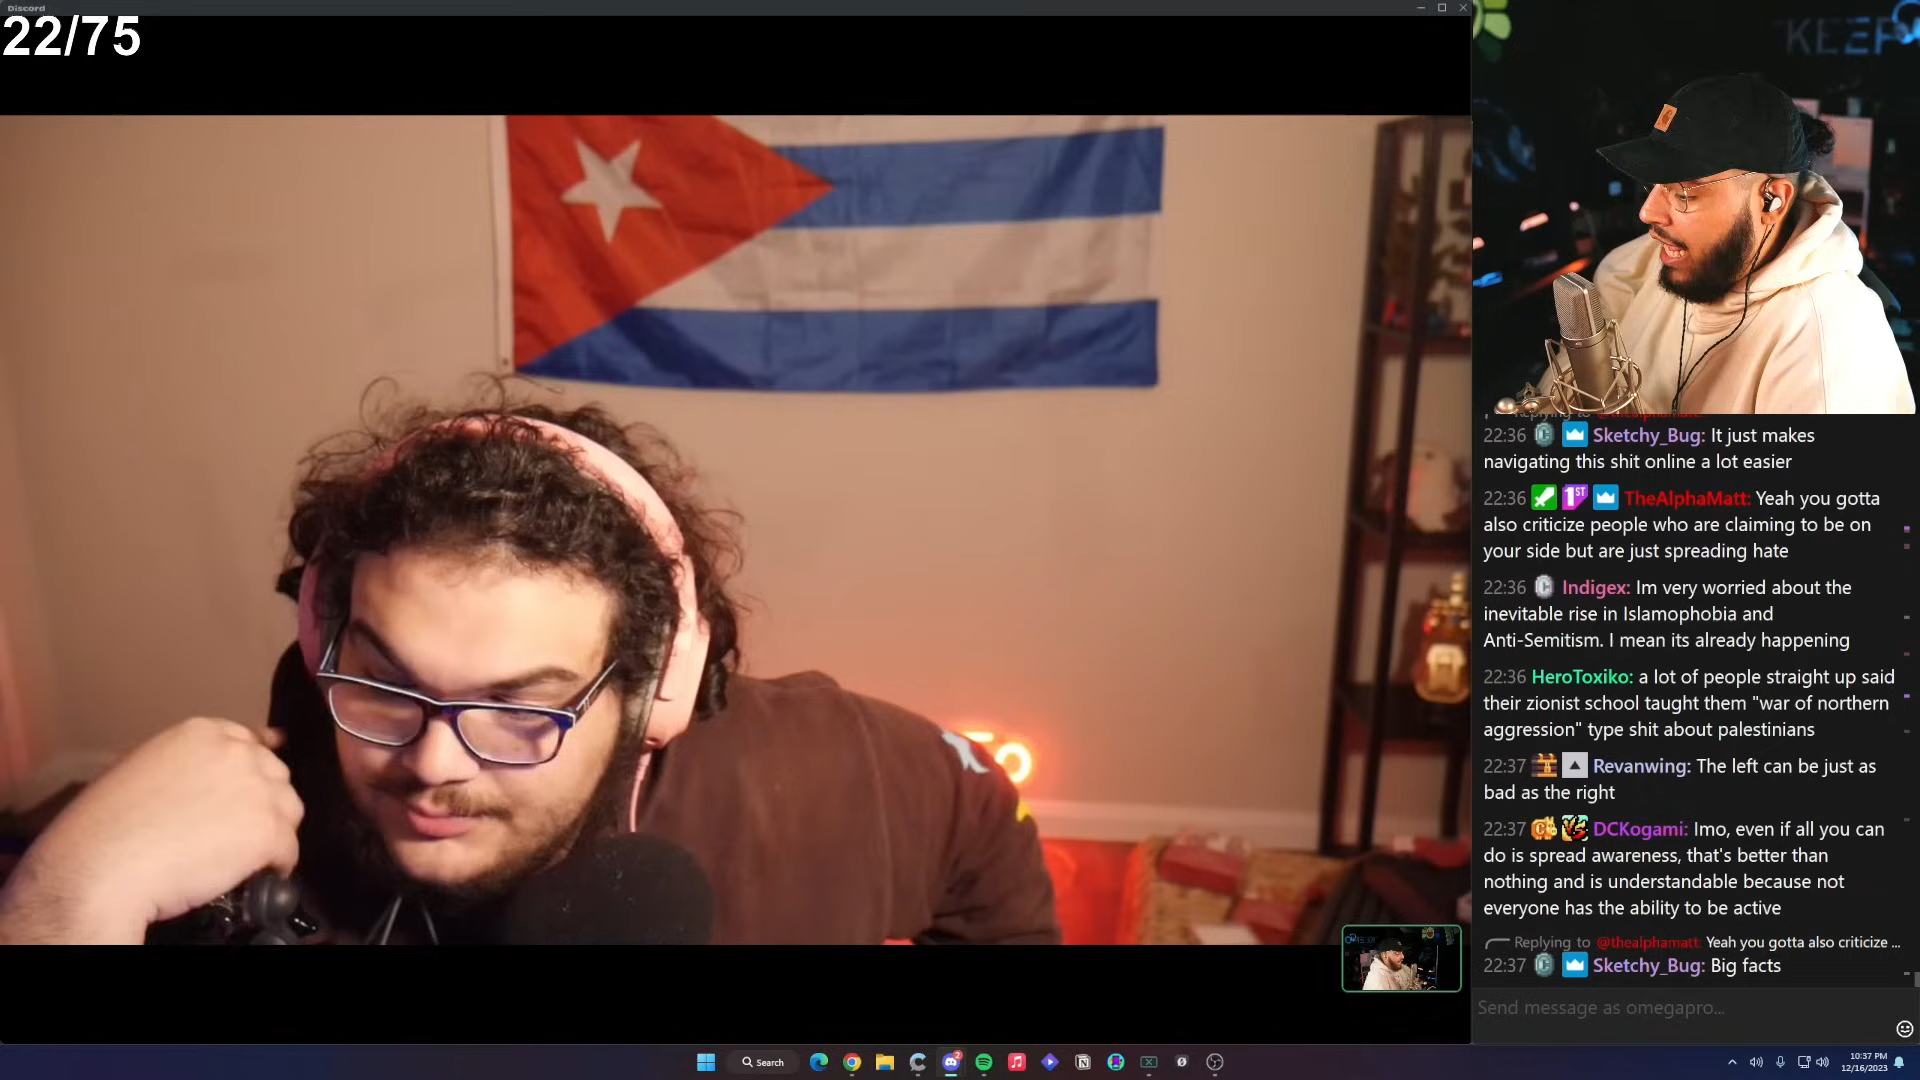 Discord
22/75
KEEP
22:36 Sketchy_Bug: It just makes
navigating this shit online a lot easier
22:36 1ST TheAlphaMatt: Yeah you gotta
also criticize people who are claiming to be on
your side but are just spreading hate
22:36 Indigex: Im very worried about the
inevitable rise in Islamophobia and
Anti-Semitism. I mean its already happening
22:36 HeroToxiko: a lot of people straight up said
their zionist school taught them "war of northern
aggression" type shit about palestinians
22:37 Revanwing: The left can be just as
bad as the right
22:37 DCKogami: Imo, even if all you can
do is spread awareness, that's better than
nothing and is understandable because not
everyone has the ability to be active
Replying to @thealphamatt: Yeah you gotta also criticize ...
22:37 Sketchy_Bug: Big facts
Send message as omegapro...
Search
2
10:37 PM
12/16/2023